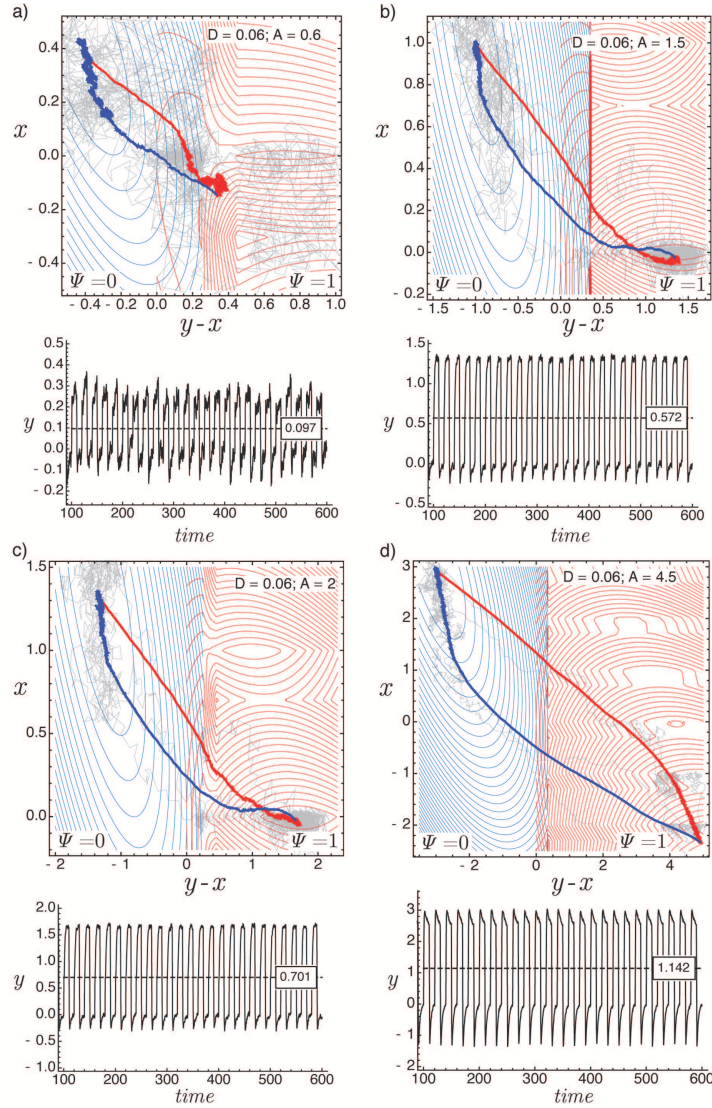 a)
D = 0.06; A = 0.6
0.4
0.2
0.0
- 0.2
- 0.4
x
Ψ=0
Ψ=1
- 0.4 - 0.2 0.0 0.2 0.4 0.6 0.8 1.0
y - x
0.5
0.4
0.3
0.2
0.1
0.0
- 0.1
- 0.2
y
0.097
100 200 300 400 500 600
time
b)
D = 0.06; A = 1.5
1.0
0.8
0.6
0.4
0.2
0.0
- 0.2
x
Ψ=0
Ψ=1
- 1.5 - 1.0 - 0.5 0.0 0.5 1.0 1.5
y - x
1.5
1.0
0.5
0.0
- 0.5
y
0.572
100 200 300 400 500 600
time
c)
D = 0.06; A = 2
1.5
1.0
0.5
0.0
x
Ψ=0
Ψ=1
- 2 - 1 0 1 2
y - x
2.0
1.5
1.0
0.5
0.0
- 0.5
- 1.0
y
0.701
100 200 300 400 500 600
time
d)
D = 0.06; A = 4.5
3
2
1
0
- 1
- 2
x
Ψ=0
Ψ=1
- 2 0 2 4
y - x
4
3
2
1
0
- 1
- 2
y
1.142
100 200 300 400 500 600
time